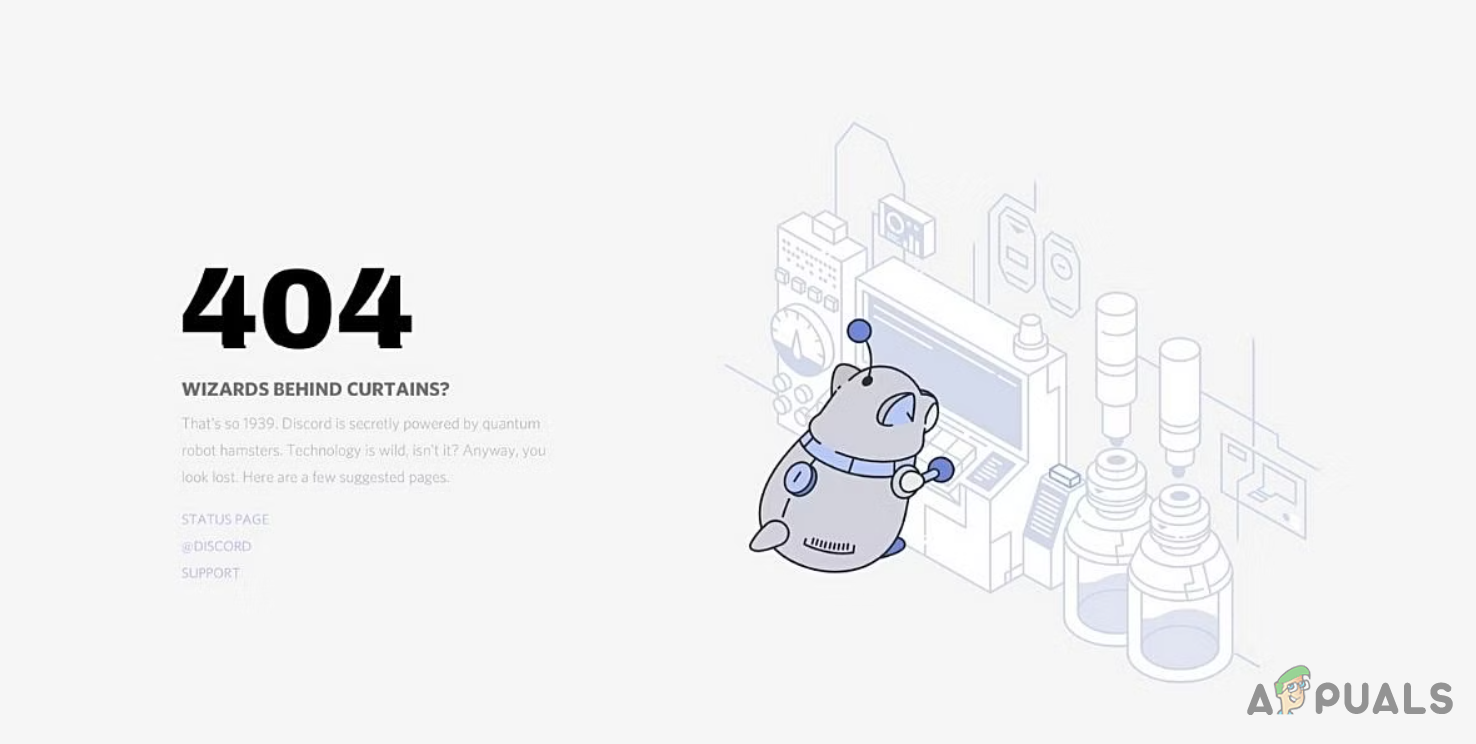 404
WIZARDS BEHIND CURTAINS?
That's so 1939. Discord is secretly powered by quantum
robot hamsters. Technology is wild, isn't it? Anyway, you
look lost. Here are a few suggested pages.
STATUS PAGE
@DISCORD
SUPPORT
APPUALS